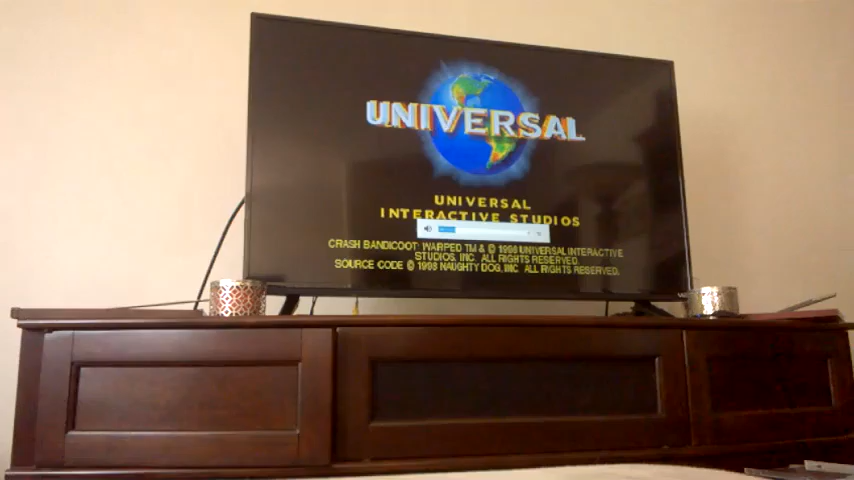 UNIVERSAL
UNIVERSAL
INTERACTIVE STUDIOS
CRASH BANDICOOT: WARPED TM & © 1998 UNIVERSAL INTERACTIVE
STUDIOS, INC. ALL RIGHTS RESERVED.
SOURCE CODE © 1998 NAUGHTY DOG, INC. ALL RIGHTS RESERVED.